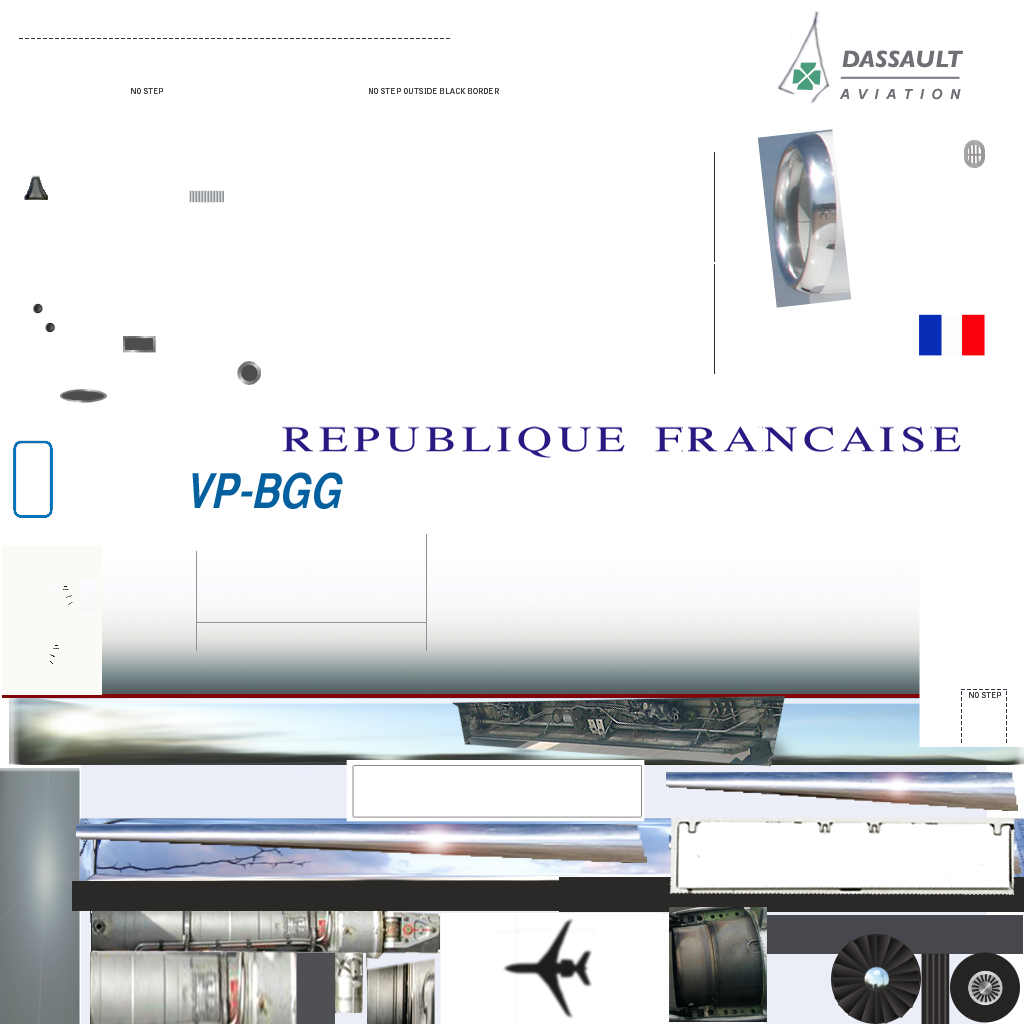 DASSAULT
AVIATION
NO STEP
NO STEP OUTSIDE BLACK BORDER
REPUBLIQUE FRANCAISE
VP-BGG
NO STEP